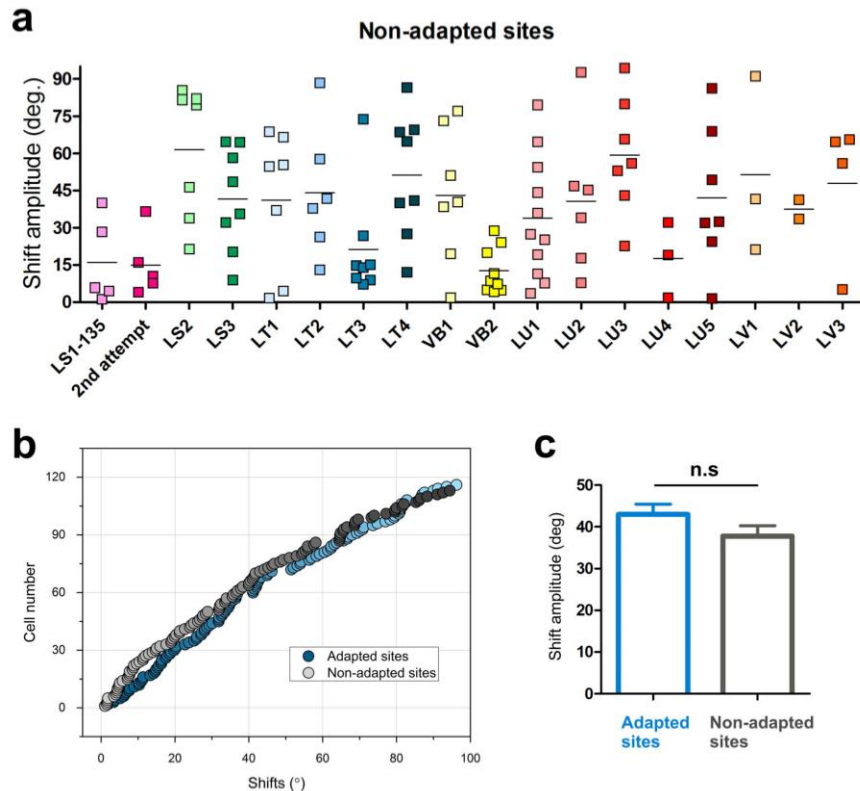 a
Non-adapted sites
Shift amplitude (deg.)
90
75
60
45
30
15
0
LS1-135
2nd attempt
LS2
LS3
LT1
LT2
LT3
LT4
VB1
VB2
LU1
LU2
LU3
LU4
LU5
LV1
LV2
LV3
b
Cell number
120
90
60
30
0
Adapted sites
Non-adapted sites
0 20 40 60 80 100
Shifts (°)
c
n.s
Shift amplitude (deg)
50
40
30
20
10
0
Adapted
sites
Non-adapted
sites